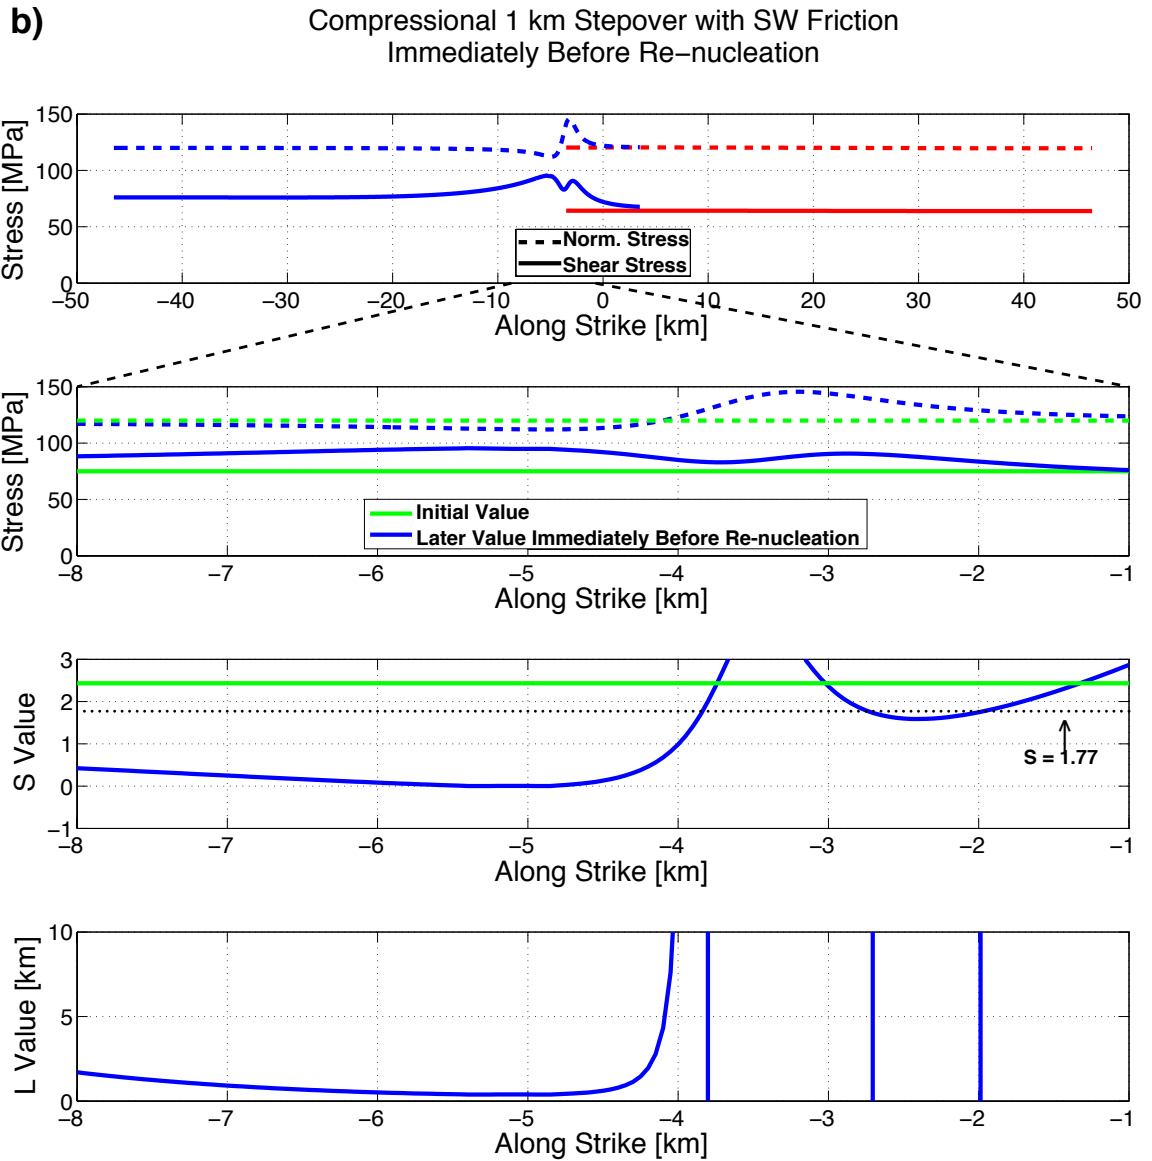 b)
Compressional 1 km Stepover with SW Friction
Immediately Before Re−nucleation
Stress [MPa]
150
100
50
0
Norm. Stress
Shear Stress
−50 −40 −30 −20 −10 0 10 20 30 40 50
Along Strike [km]
Stress [MPa]
150
100
50
0
Initial Value
Later Value Immediately Before Re-nucleation
−8 −7 −6 −5 −4 −3 −2 −1
Along Strike [km]
S Value
3
2
1
0
−1
S = 1.77
−8 −7 −6 −5 −4 −3 −2 −1
Along Strike [km]
L Value [km]
10
5
0
−8 −7 −6 −5 −4 −3 −2 −1
Along Strike [km]